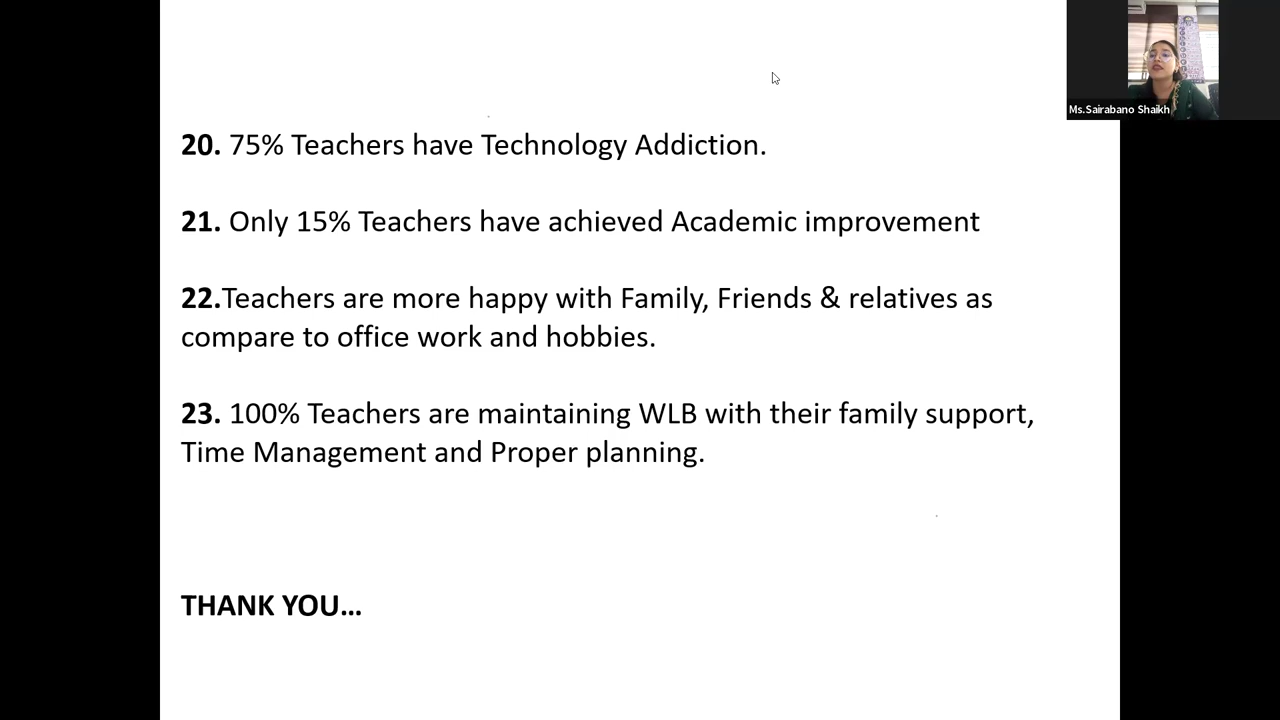 Ms.Sairabano Shaikh
20. 75% Teachers have Technology Addiction.
21. Only 15% Teachers have achieved Academic improvement
22.Teachers are more happy with Family, Friends & relatives as
compare to office work and hobbies.
23. 100% Teachers are maintaining WLB with their family support,
Time Management and Proper planning.
THANK YOU...